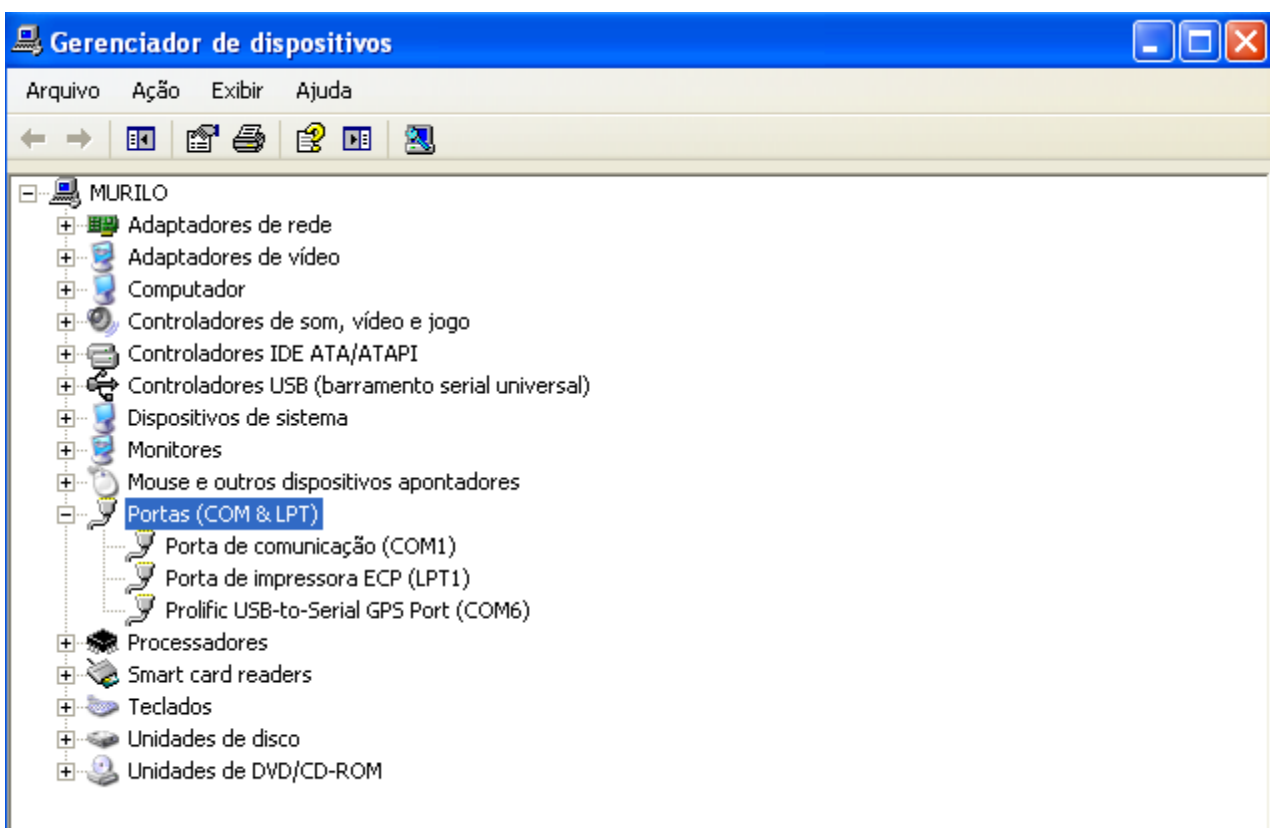 Gerenciador de dispositivos
Arquivo Ação Exibir Ajuda
MURILO
Adaptadores de rede
Adaptadores de vídeo
Computador
Controladores de som, vídeo e jogo
Controladores IDE ATA/ATAPI
Controladores USB (barramento serial universal)
Dispositivos de sistema
Monitores
Mouse e outros dispositivos apontadores
Portas (COM & LPT)
Porta de comunicação (COM1)
Porta de impressora ECP (LPT1)
Prolific USB-to-Serial GPS Port (COM6)
Processadores
Smart card readers
Teclados
Unidades de disco
Unidades de DVD/CD-ROM